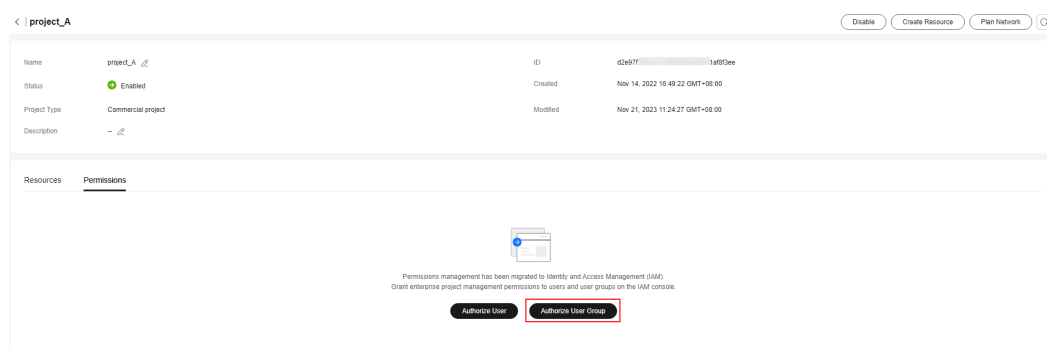 < | project_A Disable Create Resource Plan Network
Name project_A ID d2e97f 1af8f3ee
Status Enabled Created Nov 14, 2022 16:49:22 GMT+08:00
Project Type Commercial project Modified Nov 21, 2023 11:24:27 GMT+08:00
Description --
Resources Permissions
Permissions management has been migrated to Identity and Access Management (IAM).
Grant enterprise project management permissions to users and user groups on the IAM console.
Authorize User Authorize User Group